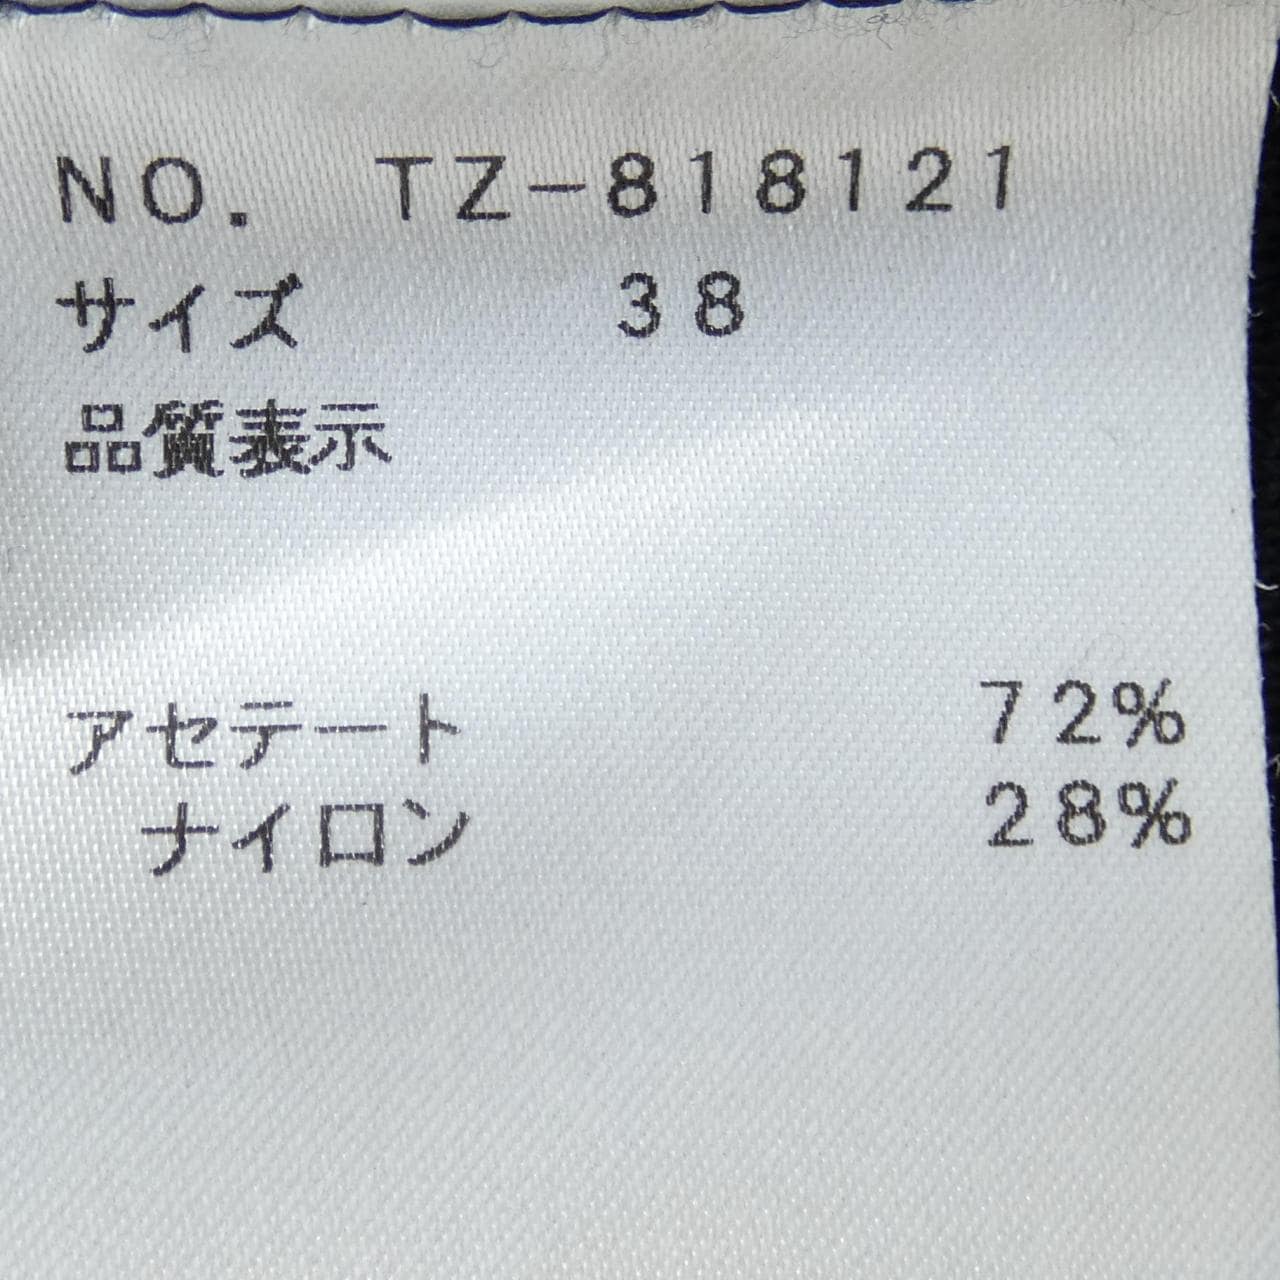 NO. TZ-818121
サイズ 38
品質表示
アセテート 72%
ナイロン 28%